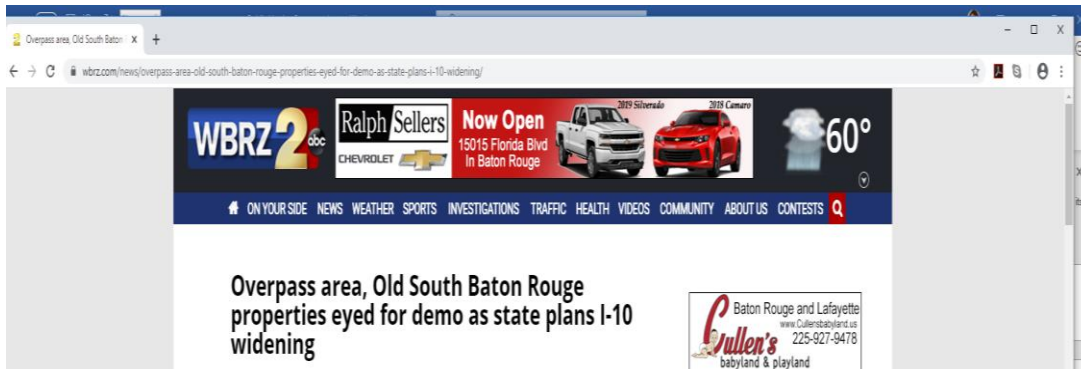 Overpass area, Old South Baton
wbrz.com/news/overpass-area-old-south-baton-rouge-properties-eyed-for-demo-as-state-plans-i-10-widening/
WBRZ 2 abc
Ralph Sellers
CHEVROLET
Now Open
15015 Florida Blvd
In Baton Rouge
2019 Silverado
2018 Camaro
60°
ON YOUR SIDE NEWS WEATHER SPORTS INVESTIGATIONS TRAFFIC HEALTH VIDEOS COMMUNITY ABOUT US CONTESTS
Overpass area, Old South Baton Rouge
properties eyed for demo as state plans I-10
widening
Baton Rouge and Lafayette
www.Cullensbabyland.us
225-927-9478
Cullen's
babyland & playland